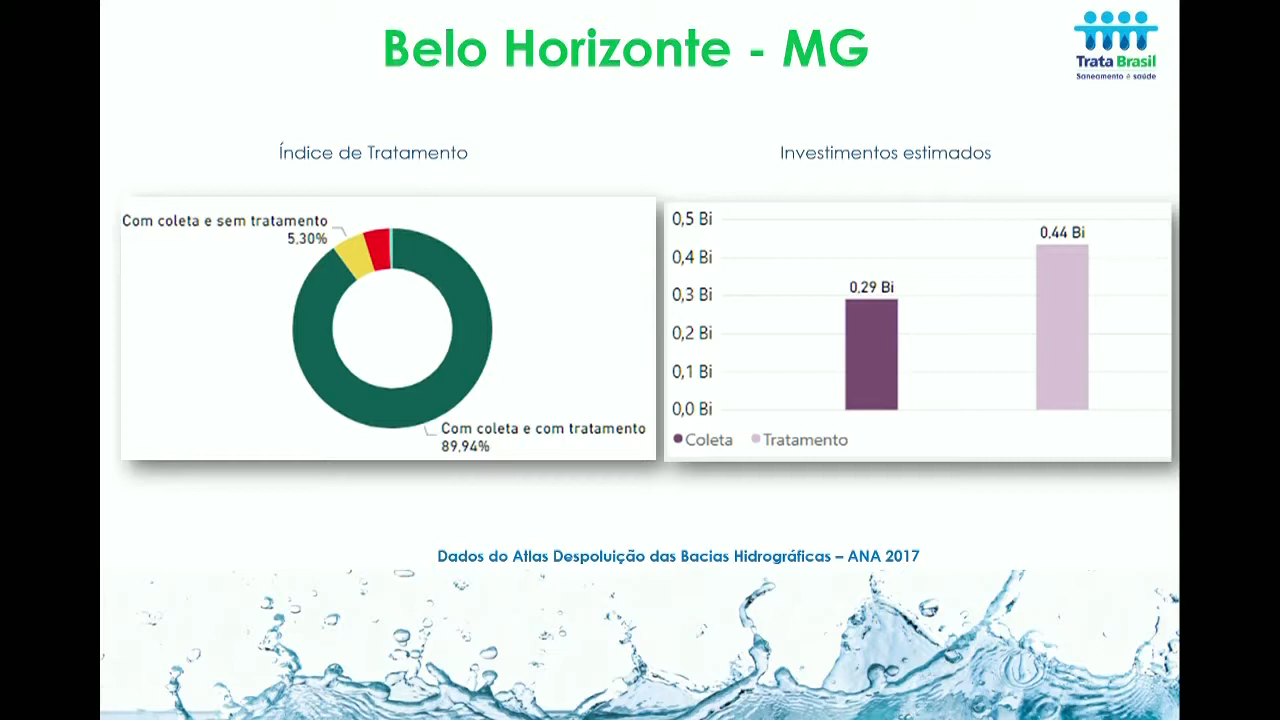 Belo Horizonte - MG
Trata Brasil
Saneamento é saúde
Índice de Tratamento
Investimentos estimados
Com coleta e sem tratamento
5.30%
Com coleta e com tratamento
89.94%
0,5 Bi
0,4 Bi
0,3 Bi
0,2 Bi
0,1 Bi
0,0 Bi
0.29 Bi
0.44 Bi
Coleta Tratamento
Dados do Atlas Despoluição das Bacias Hidrográficas – ANA 2017